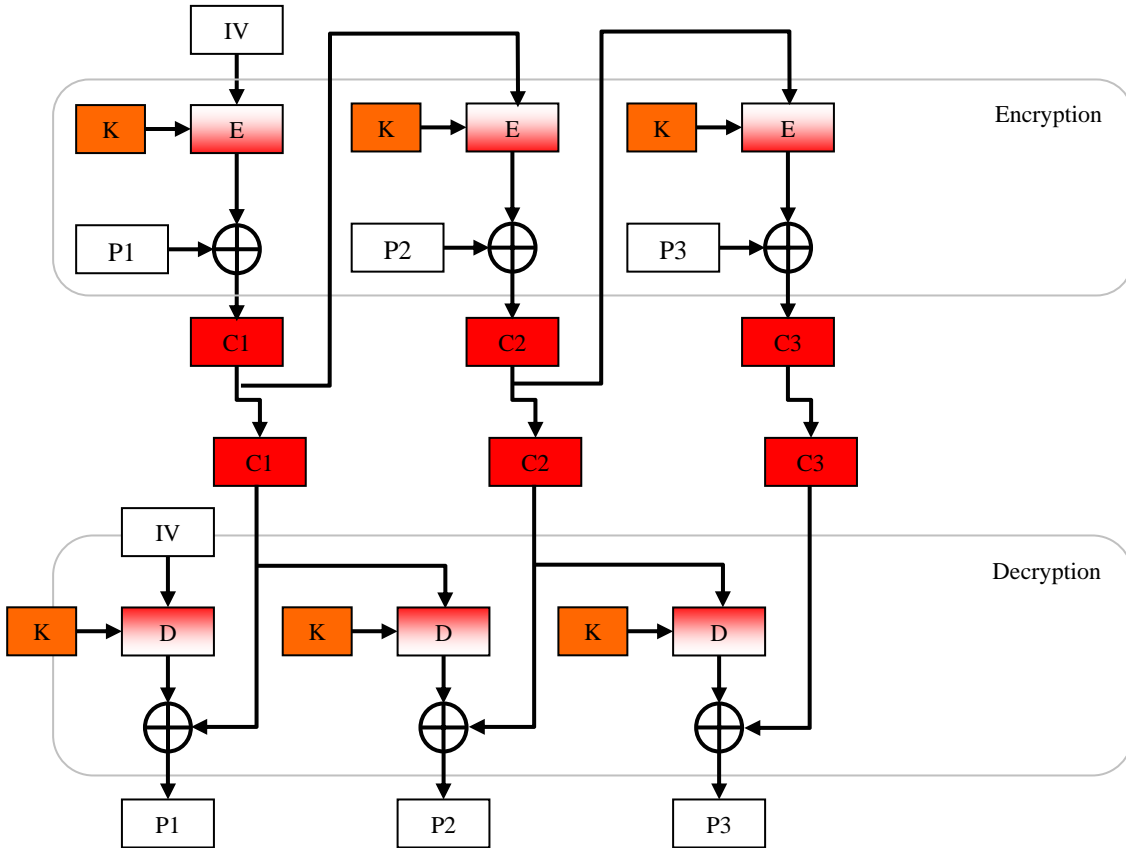 IV
K
E
K
E
K
E
Encryption
P1
P2
P3
C1
C2
C3
C1
C2
C3
IV
Decryption
K
D
K
D
K
D
P1
P2
P3